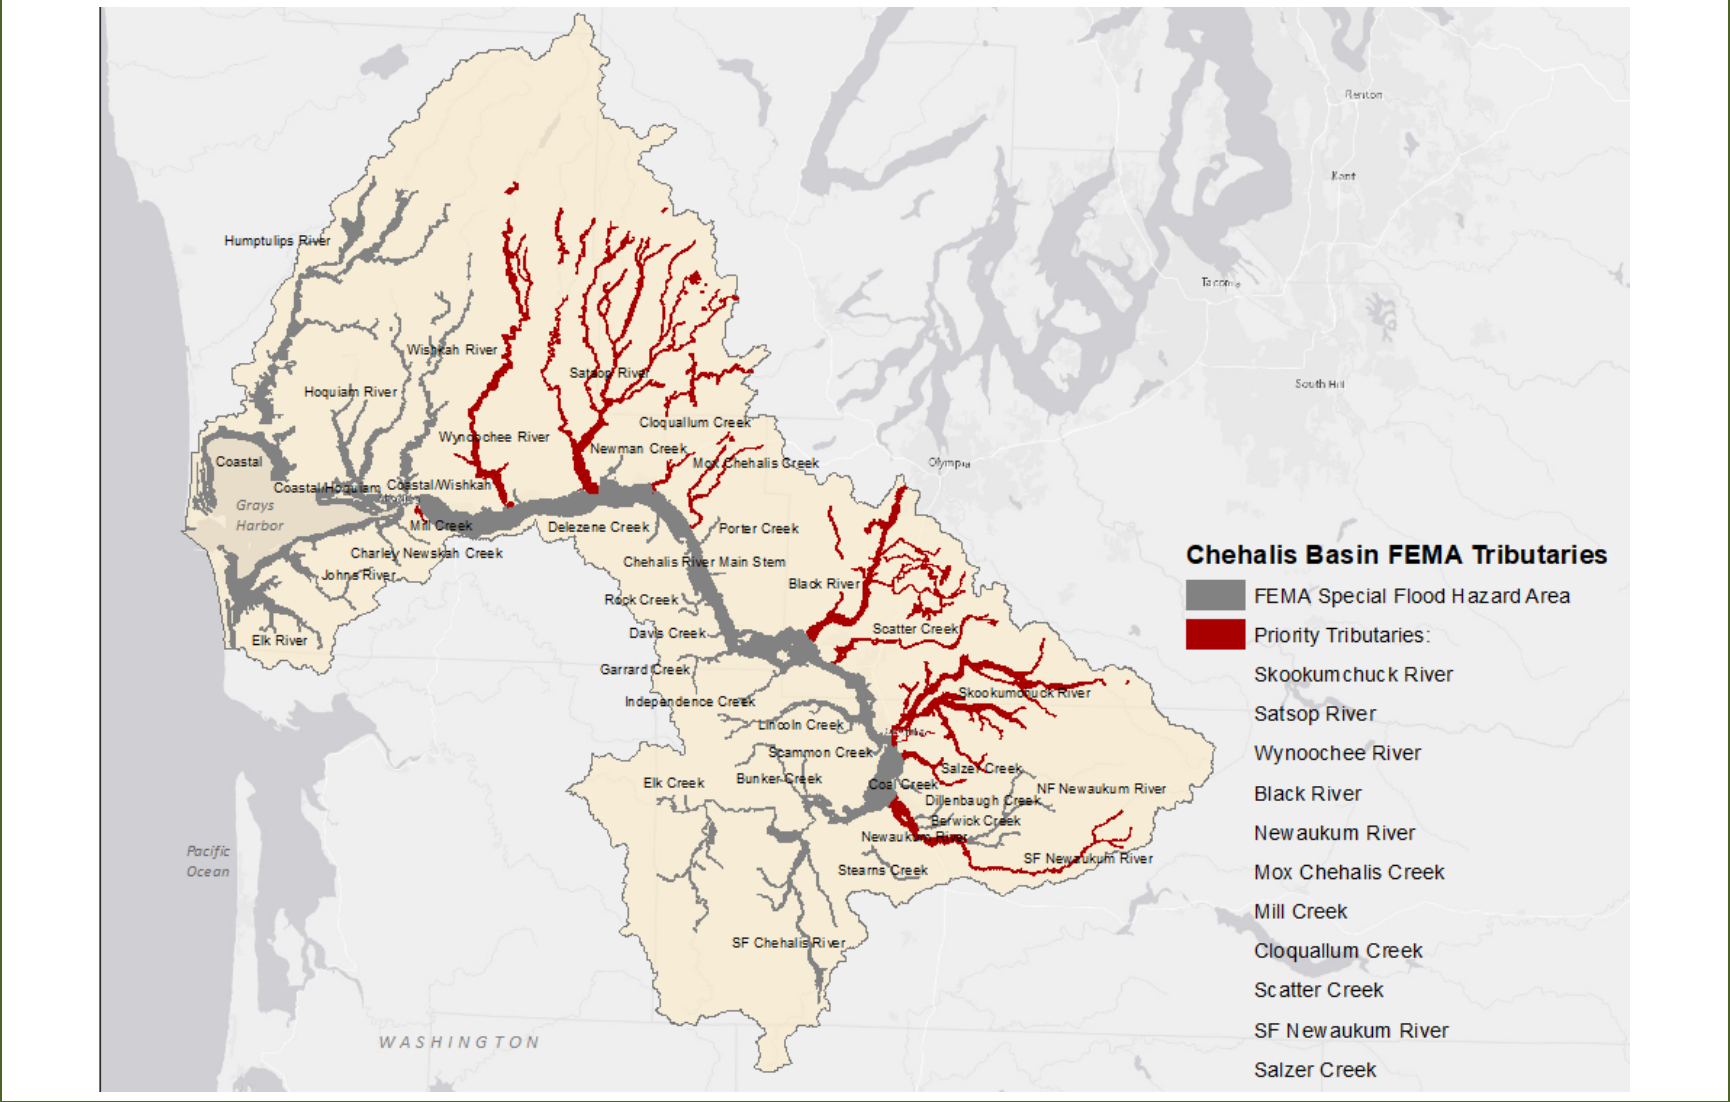 Renton
Kent
Humptulips River
Tacoma
Wishkah River
Satsop River
South Hill
Hoquiam River
Cloquallum Creek
Wynoochee River
Newman Creek
Coastal
Mox Chehalis Creek
Olympia
Coastal/Hoquiam
Coastal/Wishkah
Grays
Harbor
Mill Creek
Delezene Creek
Porter Creek
Charley Newskah Creek
Chehalis River Main Stem
Johns River
Black River
Rock Creek
Elk River
Davis Creek
Scatter Creek
Garrard Creek
Independence Creek
Skookumchuck River
Lincoln Creek
Scammon Creek
Salzer Creek
Elk Creek
Bunker Creek
Coal Creek
NF Newaukum River
Dillenbaugh Creek
Berwick Creek
Newaukum River
Pacific
Ocean
SF Newaukum River
Stearns Creek
SF Chehalis River
WASHINGTON
Chehalis Basin FEMA Tributaries
FEMA Special Flood Hazard Area
Priority Tributaries:
Skookumchuck River
Satsop River
Wynoochee River
Black River
Newaukum River
Mox Chehalis Creek
Mill Creek
Cloquallum Creek
Scatter Creek
SF Newaukum River
Salzer Creek